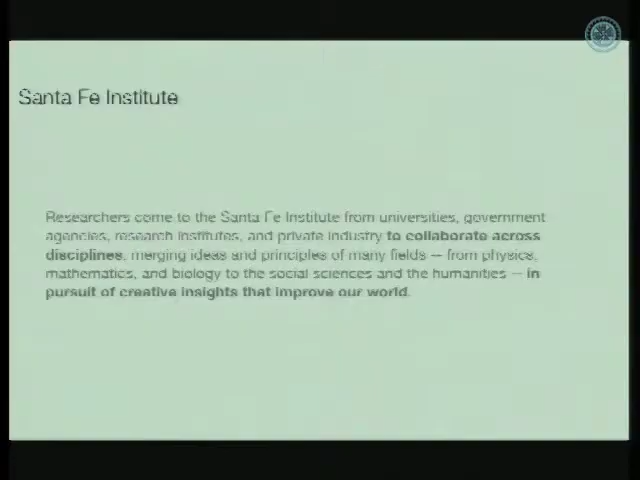 Santa Fe Institute
Researchers come to the Santa Fe Institute from universities, government
agencies, research institutes, and private industry to collaborate across
disciplines, merging ideas and principles of many fields — from physics,
mathematics, and biology to the social sciences and the humanities — in
pursuit of creative insights that improve our world.